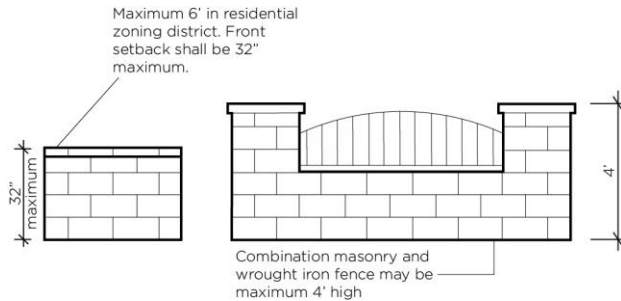 Maximum 6’ in residential
zoning district. Front
setback shall be 32”
maximum.
32”
maximum
4’
Combination masonry and
wrought iron fence may be
maximum 4’ high